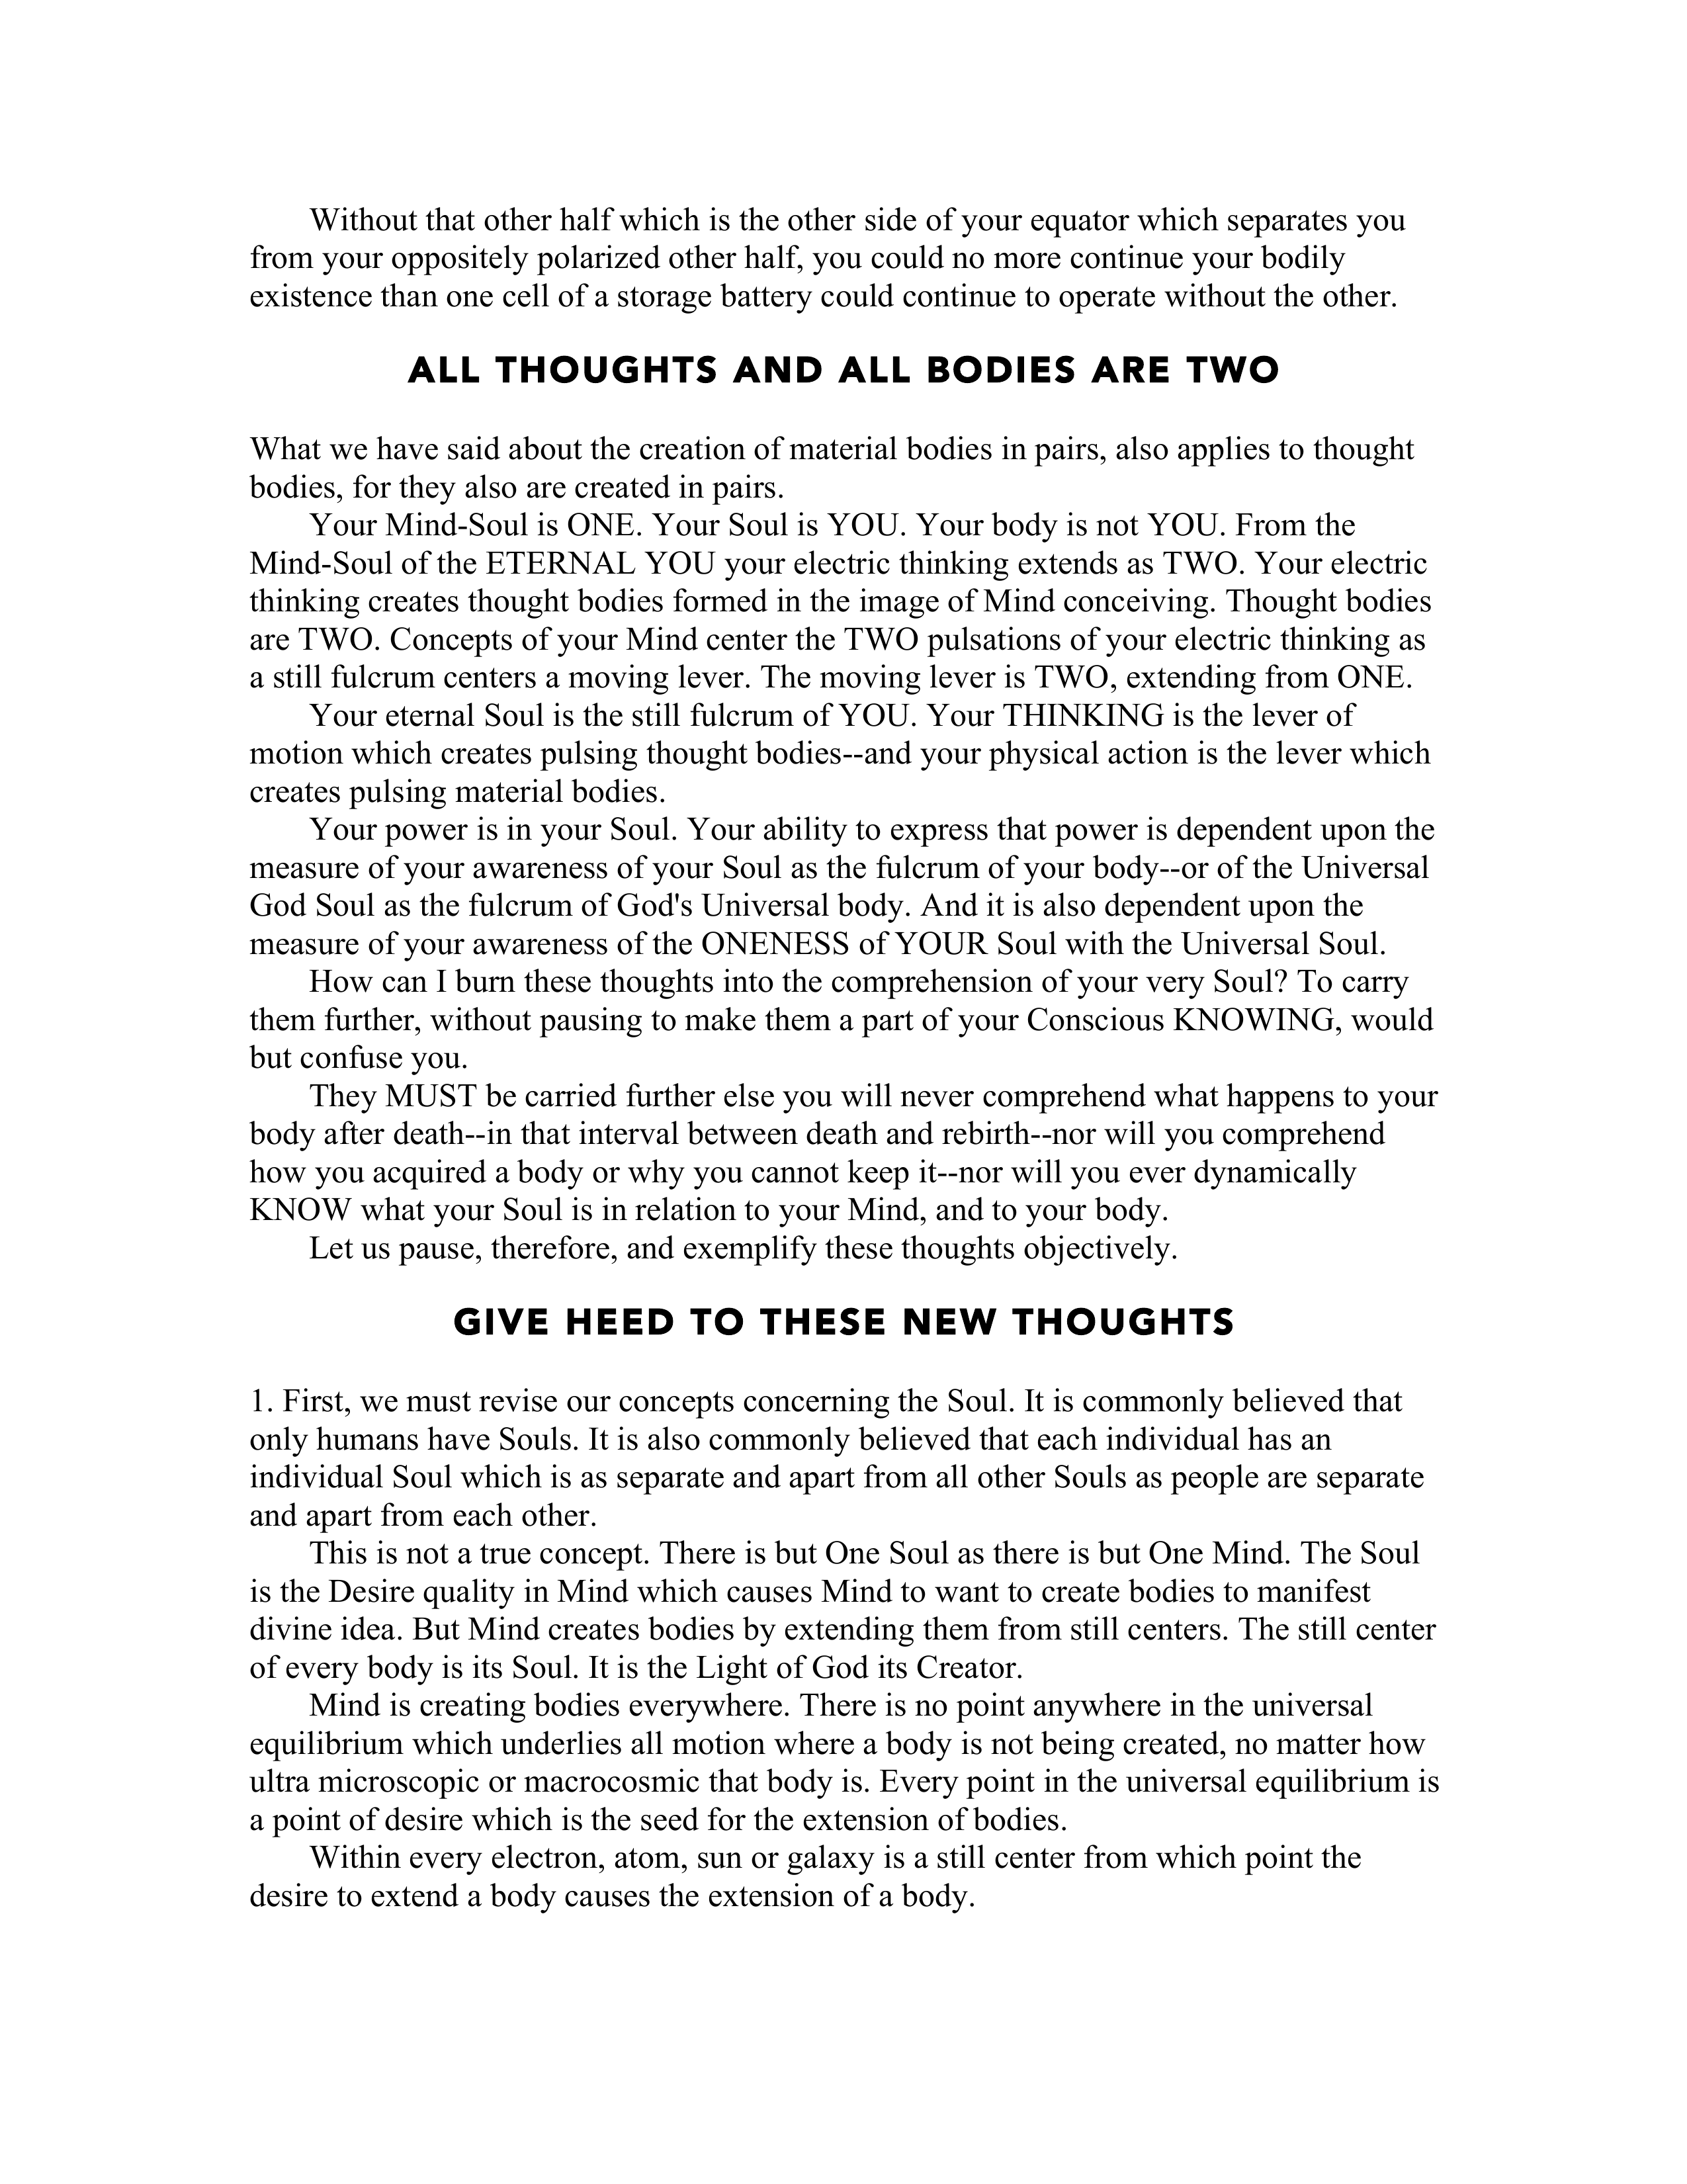 Without that other half which is the other side of your equator which separates you
from your oppositely polarized other half, you could no more continue your bodily
existence than one cell of a storage battery could continue to operate without the other.
ALL THOUGHTS AND ALL BODIES ARE TWO
What we have said about the creation of material bodies in pairs, also applies to thought
bodies, for they also are created in pairs.
Your Mind-Soul is ONE. Your Soul is YOU. Your body is not YOU. From the
Mind-Soul of the ETERNAL YOU your electric thinking extends as TWO. Your electric
thinking creates thought bodies formed in the image of Mind conceiving. Thought bodies
are TWO. Concepts of your Mind center the TWO pulsations of your electric thinking as
a still fulcrum centers a moving lever. The moving lever is TWO, extending from ONE.
Your eternal Soul is the still fulcrum of YOU. Your THINKING is the lever of
motion which creates pulsing thought bodies--and your physical action is the lever which
creates pulsing material bodies.
Your power is in your Soul. Your ability to express that power is dependent upon the
measure of your awareness of your Soul as the fulcrum of your body--or of the Universal
God Soul as the fulcrum of God's Universal body. And it is also dependent upon the
measure of your awareness of the ONENESS of YOUR Soul with the Universal Soul.
How can I burn these thoughts into the comprehension of your very Soul? To carry
them further, without pausing to make them a part of your Conscious KNOWING, would
but confuse you.
They MUST be carried further else you will never comprehend what happens to your
body after death--in that interval between death and rebirth--nor will you comprehend
how you acquired a body or why you cannot keep it--nor will you ever dynamically
KNOW what your Soul is in relation to your Mind, and to your body.
Let us pause, therefore, and exemplify these thoughts objectively.
GIVE HEED TO THESE NEW THOUGHTS
1. First, we must revise our concepts concerning the Soul. It is commonly believed that
only humans have Souls. It is also commonly believed that each individual has an
individual Soul which is as separate and apart from all other Souls as people are separate
and apart from each other.
This is not a true concept. There is but One Soul as there is but One Mind. The Soul
is the Desire quality in Mind which causes Mind to want to create bodies to manifest
divine idea. But Mind creates bodies by extending them from still centers. The still center
of every body is its Soul. It is the Light of God its Creator.
Mind is creating bodies everywhere. There is no point anywhere in the universal
equilibrium which underlies all motion where a body is not being created, no matter how
ultra microscopic or macrocosmic that body is. Every point in the universal equilibrium is
a point of desire which is the seed for the extension of bodies.
Within every electron, atom, sun or galaxy is a still center from which point the
desire to extend a body causes the extension of a body.